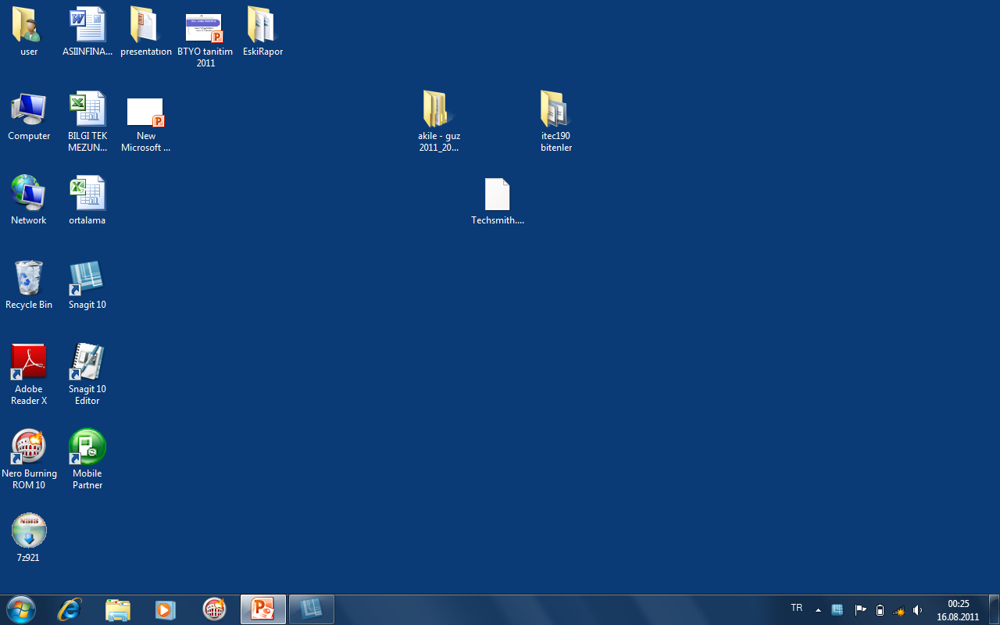 user
ASIINFINA...
presentation
BTYO tanitim
2011
EskiRapor
Computer
BILGI TEK
MEZUN...
New
Microsoft ...
akile - guz
2011_20...
itec190
bitenler
Network
ortalama
Techsmith....
Recycle Bin
Snagit 10
Adobe
Reader X
Snagit 10
Editor
Nero Burning
ROM 10
Mobile
Partner
NSIS
7z921
TR
00:25
16.08.2011